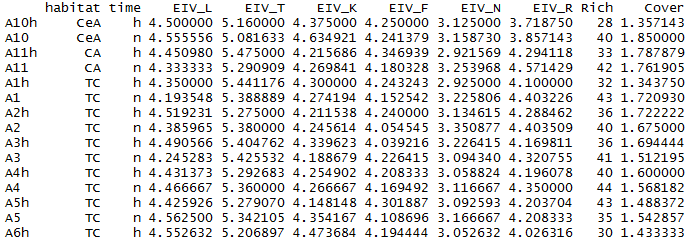 habitat time EIV_L EIV_T EIV_K EIV_F EIV_N EIV_R Rich Cover
A10h CeA h 4.500000 5.160000 4.375000 4.250000 3.125000 3.718750 28 1.357143
A10 CeA n 4.555556 5.081633 4.634921 4.241379 3.158730 3.857143 40 1.850000
A11h CA h 4.450980 5.475000 4.215686 4.346939 2.921569 4.294118 33 1.787879
A11 CA n 4.333333 5.290909 4.269841 4.180328 3.253968 4.571429 42 1.761905
A1h TC h 4.350000 5.441176 4.300000 4.243243 2.925000 4.100000 32 1.343750
A1 TC n 4.193548 5.388889 4.274194 4.152542 3.225806 4.403226 43 1.720930
A2h TC h 4.519231 5.275000 4.211538 4.240000 3.134615 4.288462 36 1.722222
A2 TC n 4.385965 5.380000 4.245614 4.054545 3.350877 4.403509 40 1.675000
A3h TC h 4.490566 5.404762 4.339623 4.039216 3.226415 4.169811 36 1.694444
A3 TC n 4.245283 5.425532 4.188679 4.226415 3.094340 4.320755 41 1.512195
A4h TC h 4.431373 5.292683 4.254902 4.208333 3.058824 4.196078 40 1.600000
A4 TC n 4.466667 5.360000 4.266667 4.169492 3.116667 4.350000 44 1.568182
A5h TC h 4.425926 5.279070 4.148148 4.301887 3.092593 4.203704 43 1.488372
A5 TC n 4.562500 5.342105 4.354167 4.108696 3.166667 4.208333 35 1.542857
A6h TC h 4.552632 5.206897 4.473684 4.194444 3.052632 4.026316 30 1.433333